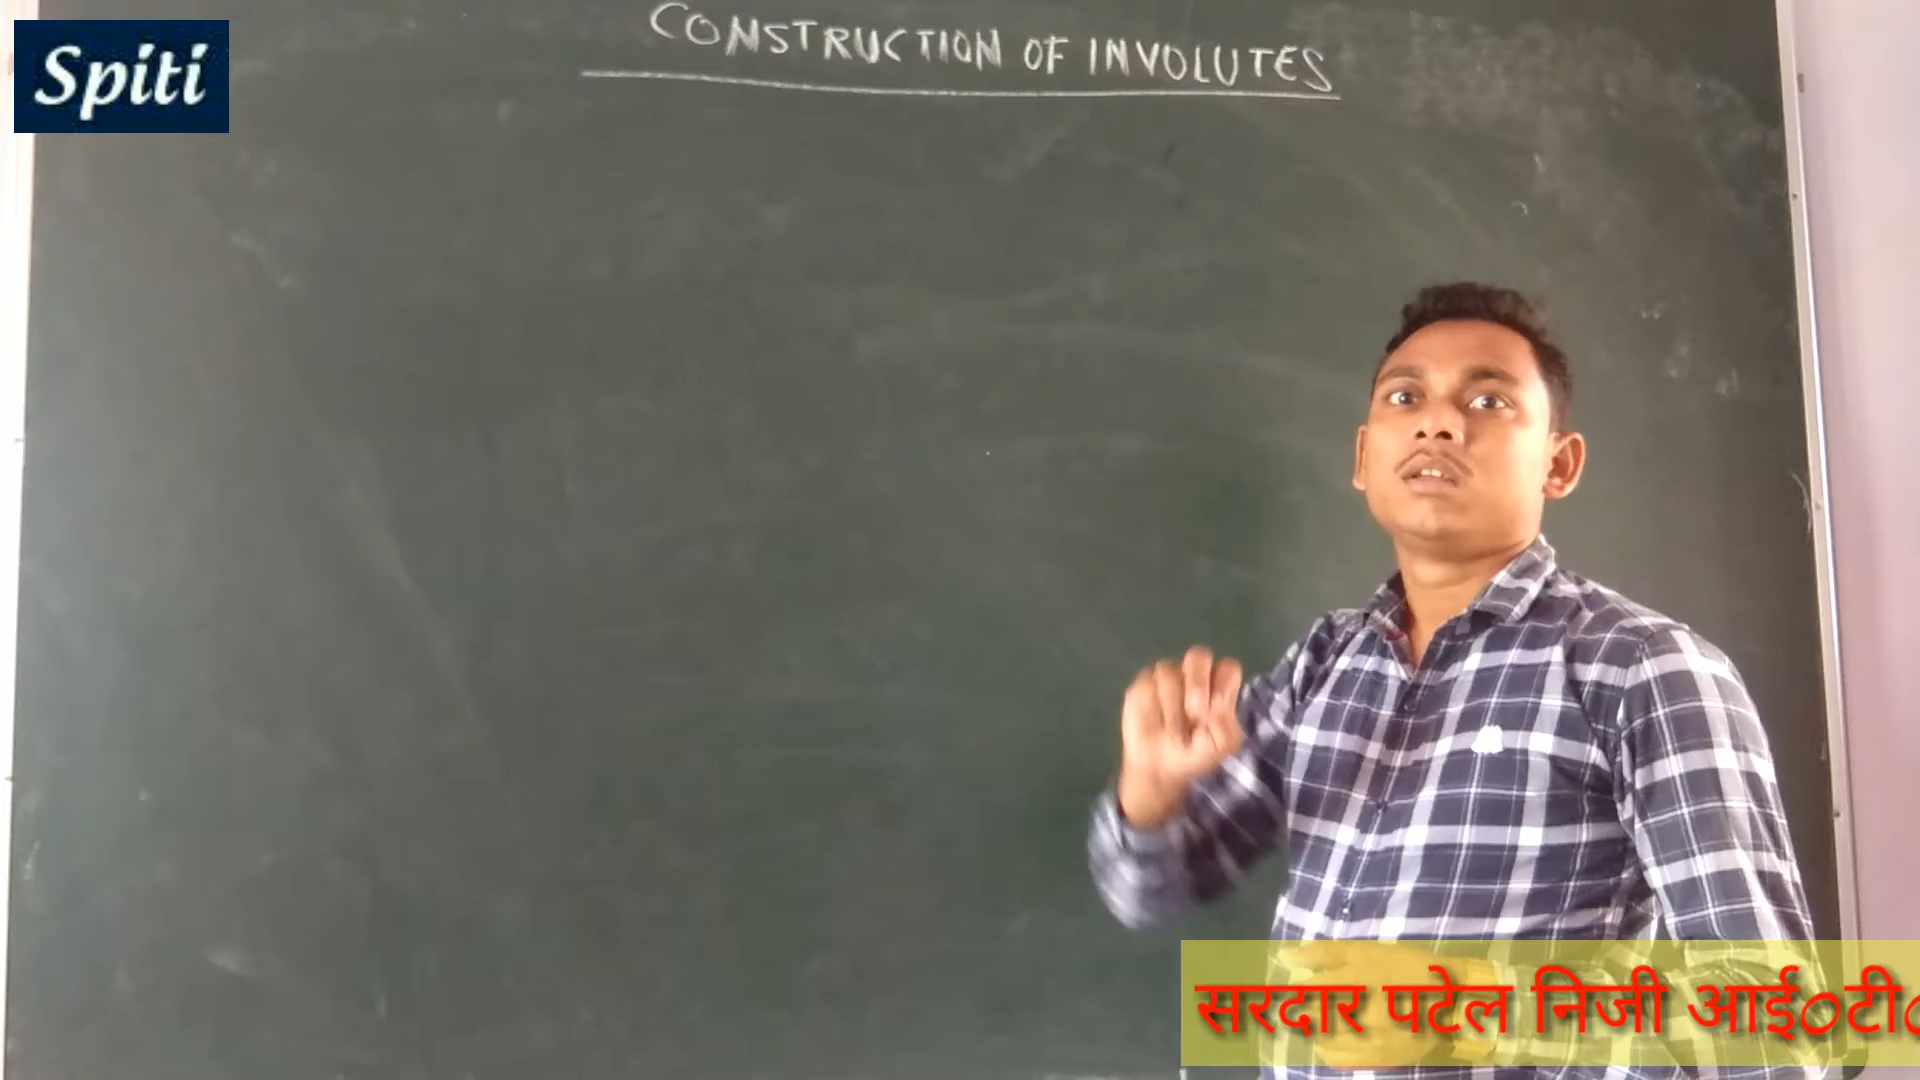 CONSTRUCTION OF INVOLUTES
Spiti
सरदार पटेल निजी आई०टी०